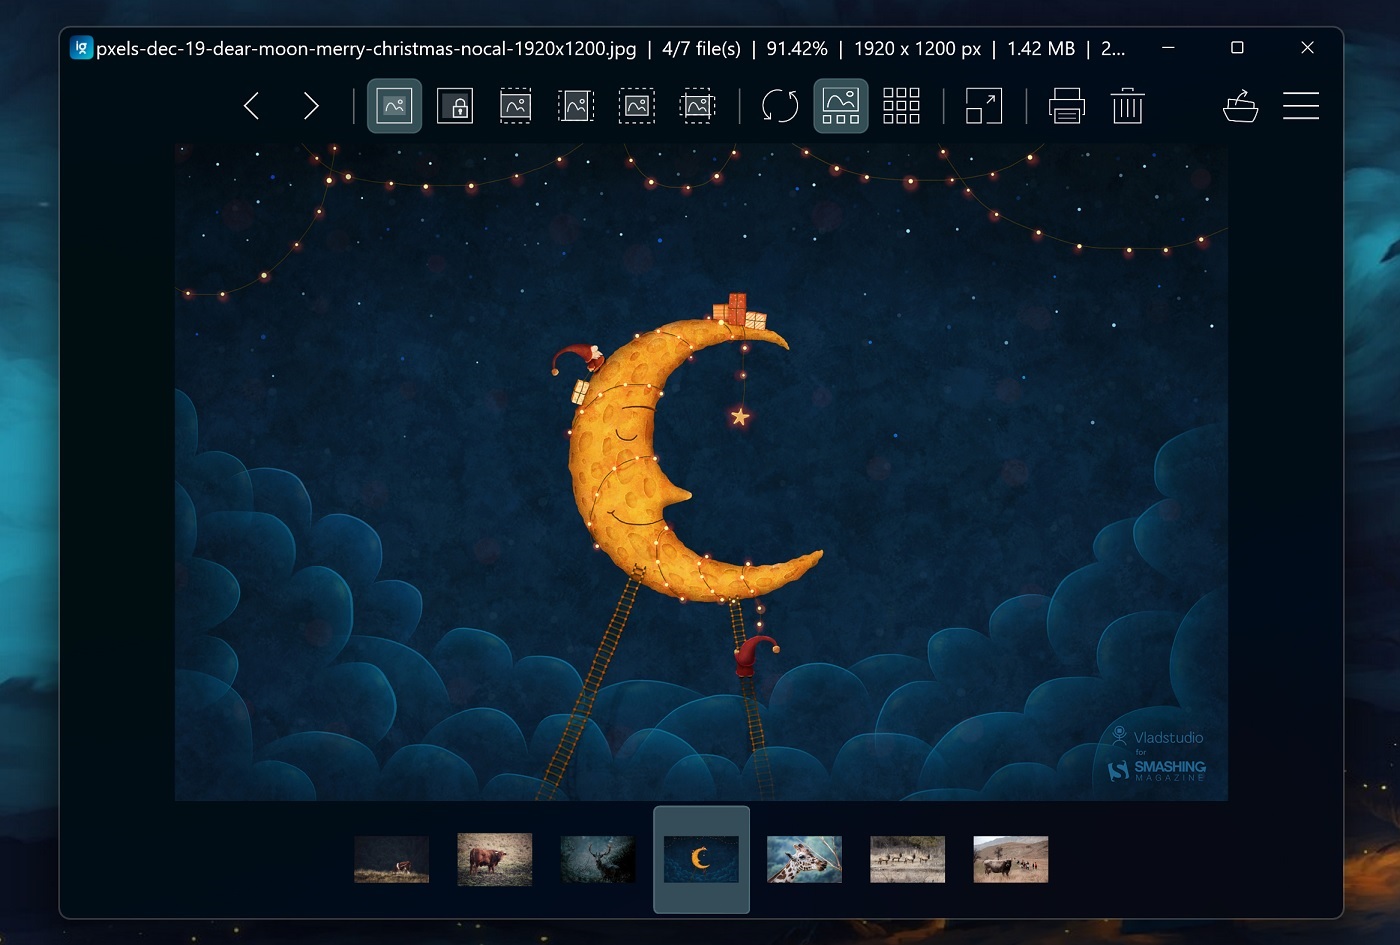 ig pxels-dec-19-dear-moon-merry-christmas-nocal-1920x1200.jpg | 4/7 file(s) | 91.42% | 1920 x 1200 px | 1.42 MB | 2...
Vladstudio
for
SMASHING
MAGAZINE